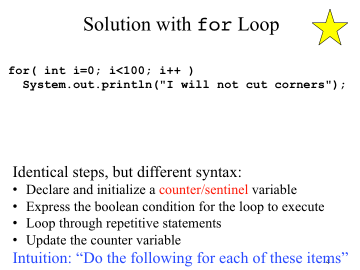 Solution with for Loop
for( int i=0; i<100; i++ )
System.out.println("I will not cut corners");
Identical steps, but different syntax:
• Declare and initialize a counter/sentinel variable
• Express the boolean condition for the loop to execute
• Loop through repetitive statements
• Update the counter variable
Intuition: “Do the following for each of these items”